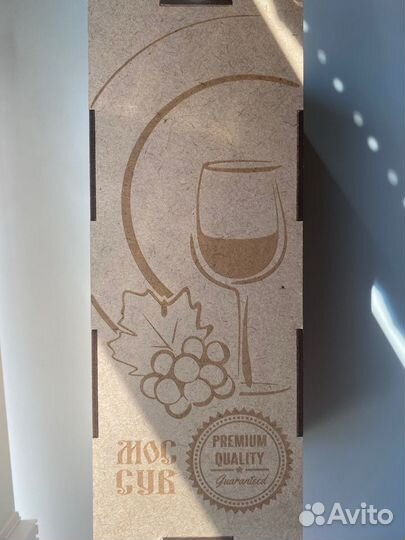 МОС
СУВ
PREMIUM
QUALITY
Guaranteed
Avito